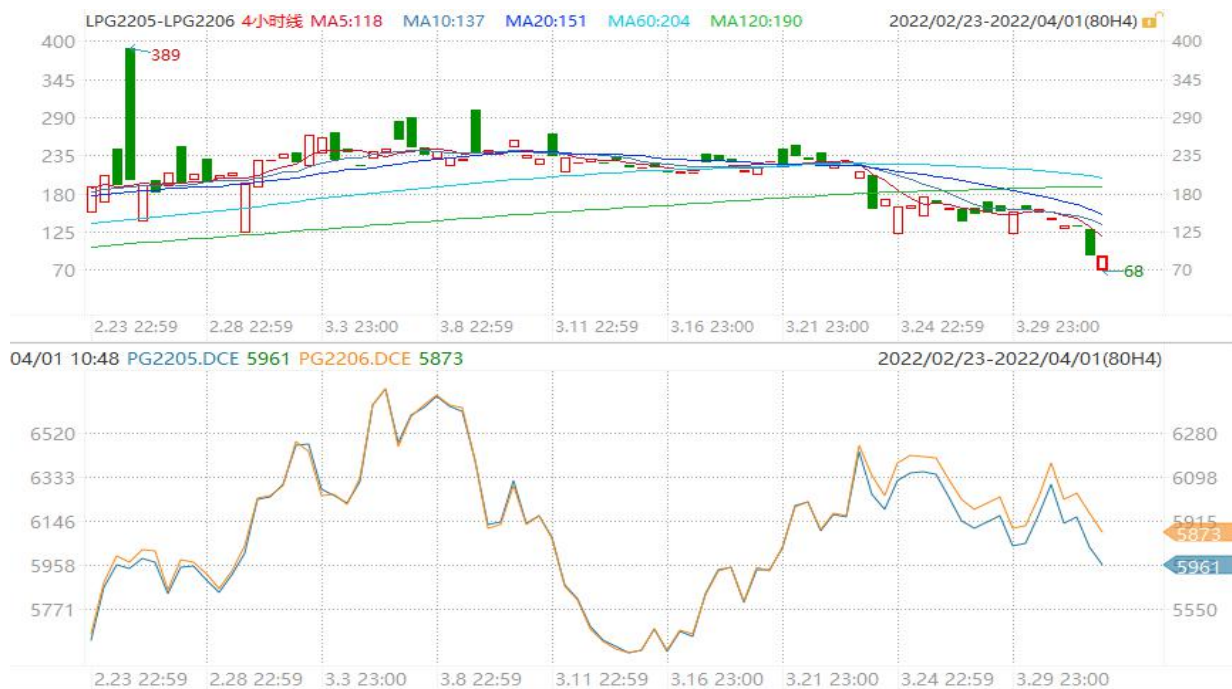 LPG2205-LPG2206 4小时线 MA5:118 MA10:137 MA20:151 MA60:204 MA120:190 2022/02/23-2022/04/01(80H4)
400 400
389
345 345
290 290
235 235
180 180
125 125
70 68 70
2.23 22:59 2.28 22:59 3.3 23:00 3.8 22:59 3.11 22:59 3.16 23:00 3.21 23:00 3.24 22:59 3.29 23:00
04/01 10:48 PG2205.DCE 5961 PG2206.DCE 5873 2022/02/23-2022/04/01(80H4)
6520 6280
6333 6098
6146 5915
5873
5958 5961
5771 5550
2.23 22:59 2.28 22:59 3.3 23:00 3.8 22:59 3.11 22:59 3.16 23:00 3.21 23:00 3.24 22:59 3.29 23:00